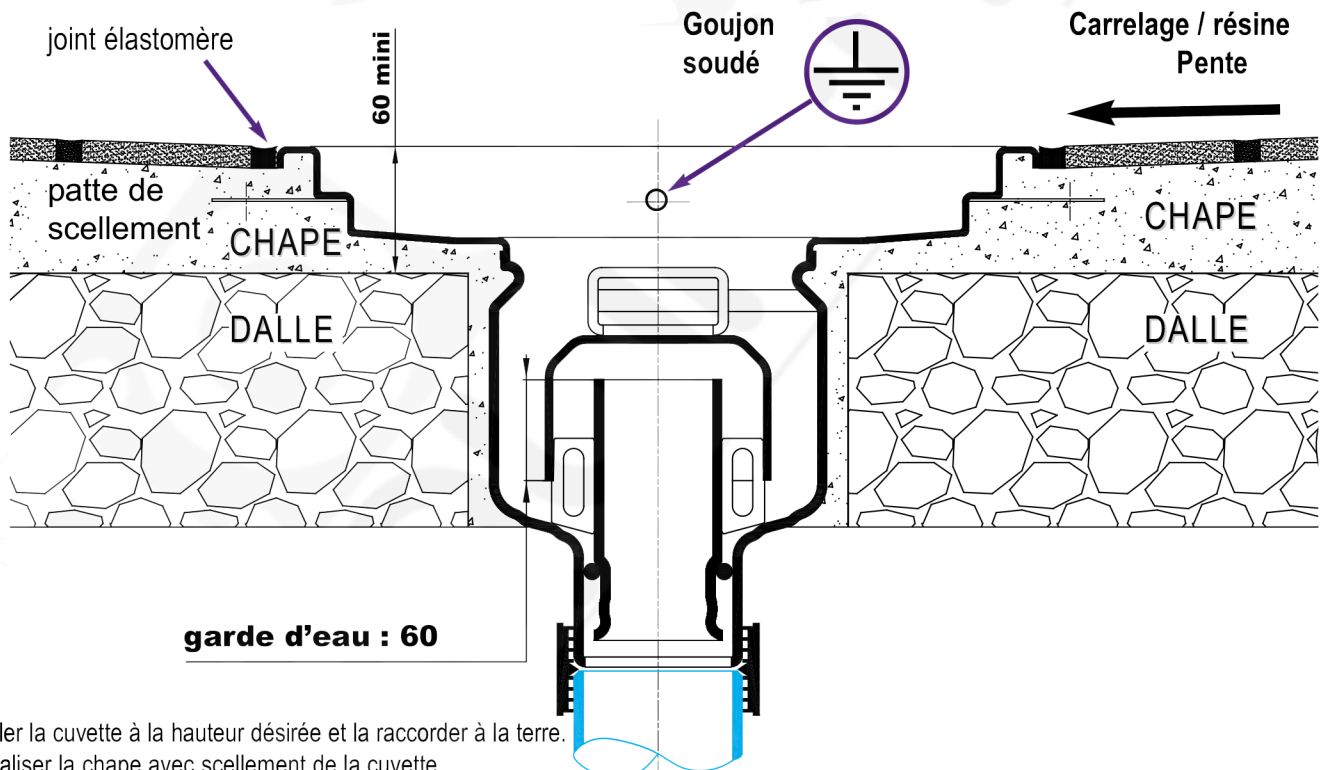 joint élastomère
60 mini
Goujon
soudé
Carrelage / résine
Pente
patte de
scellement
CHAPE
CHAPE
DALLE
DALLE
garde d'eau : 60
la cuvette à la hauteur désirée et la raccorder à la terre.
la chape avec scellement de la cuvette